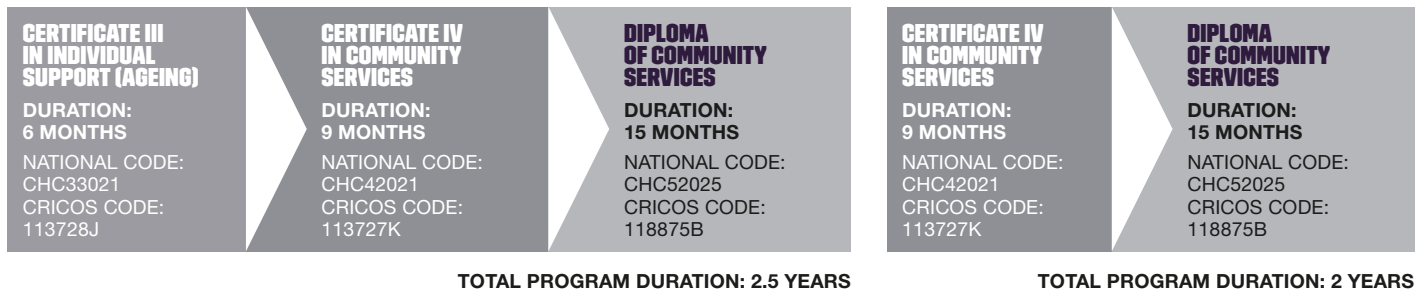 CERTIFICATE III
IN INDIVIDUAL
SUPPORT (AGEING)
DURATION:
6 MONTHS
NATIONAL CODE:
CHC33021
CRICOS CODE:
113728J
CERTIFICATE IV
IN COMMUNITY
SERVICES
DURATION:
9 MONTHS
NATIONAL CODE:
CHC42021
CRICOS CODE:
113727K
DIPLOMA
OF COMMUNITY
SERVICES
DURATION:
15 MONTHS
NATIONAL CODE:
CHC52025
CRICOS CODE:
118875B
TOTAL PROGRAM DURATION: 2.5 YEARS
CERTIFICATE IV
IN COMMUNITY
SERVICES
DURATION:
9 MONTHS
NATIONAL CODE:
CHC42021
CRICOS CODE:
113727K
DIPLOMA
OF COMMUNITY
SERVICES
DURATION:
15 MONTHS
NATIONAL CODE:
CHC52025
CRICOS CODE:
118875B
TOTAL PROGRAM DURATION: 2 YEARS